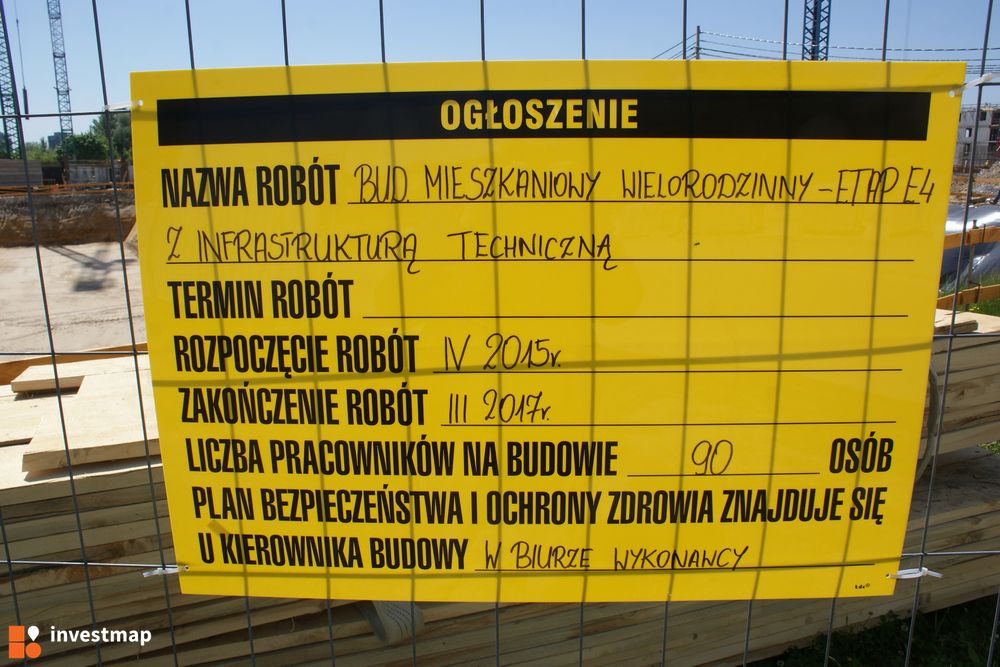 OGŁOSZENIE
NAZWA ROBÓT BUD. MIESZKANIOWY WIELORODZINNY - ETAP E4
Z INFRASTRUKTURĄ TECHNICZNĄ
TERMIN ROBÓT
ROZPOCZĘCIE ROBÓT IV 2015r.
ZAKOŃCZENIE ROBÓT III 2017r.
LICZBA PRACOWNIKÓW NA BUDOWIE 90 OSÓB
PLAN BEZPIECZEŃSTWA I OCHRONY ZDROWIA ZNAJDUJE SIĘ
U KIEROWNIKA BUDOWY W BIURZE WYKONAWCY
investmap